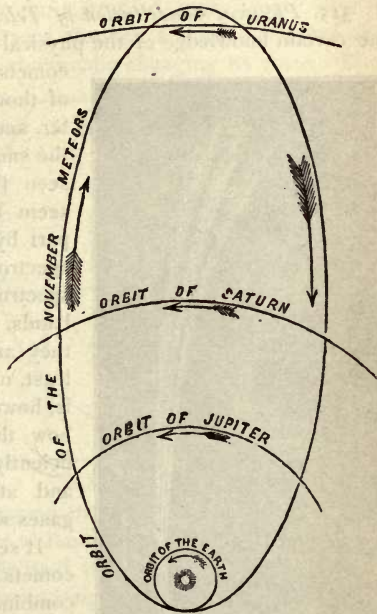 ORBIT OF URANUS
ORBIT OF THE NOVEMBER METEORS
ORBIT OF SATURN
ORBIT OF JUPITER
ORBIT OF THE EARTH